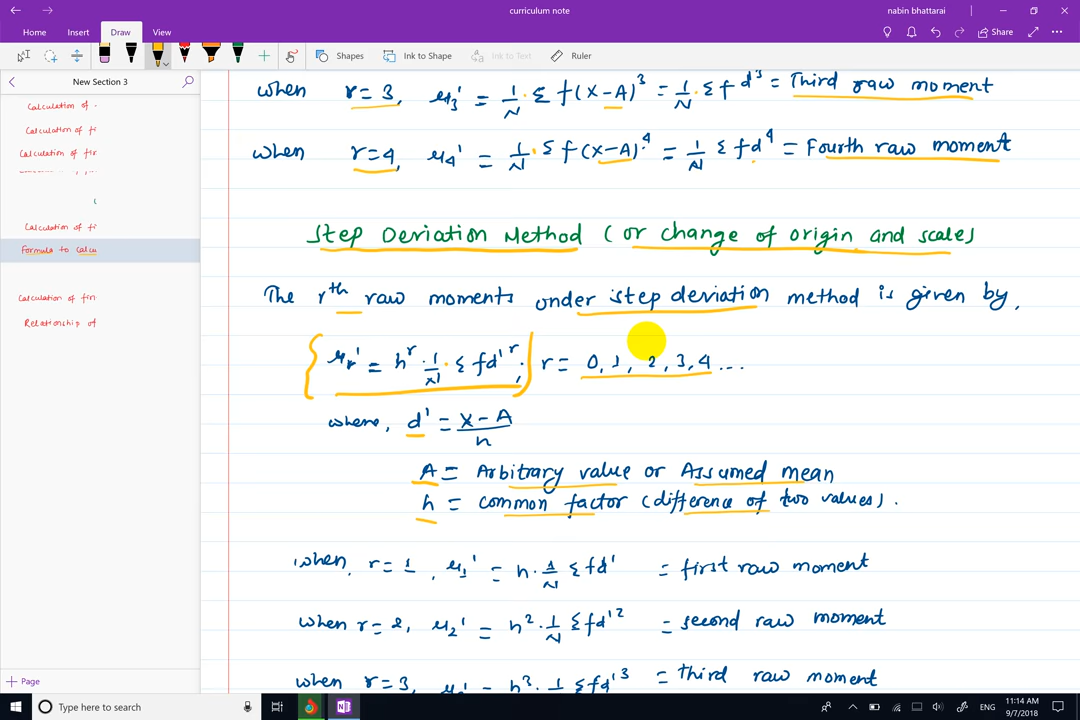 curriculum note
nabin bhattarai
Home Insert Draw View
Share
Shapes Ink to Shape Ink to Text Ruler
New Section 3
Calculation of
Calculation of fi
Calculation of fir
Calculation of fi
Formula to calcu
Calculation of fin
Relationship of
+ Page
when r = 3, μ₃' = 1/N · Σ f(x-A)³ = 1/N · Σ f d³ = Third raw moment
when r = 4, μ₄' = 1/N · Σ f(x-A)⁴ = 1/N Σ fd⁴ = Fourth raw moment
Step Deviation Method (or change of origin and scale)
The rth raw moments under step deviation method is given by,
μr' = h^r · 1/N · Σ fd'^r ; r = 0, 1, 2, 3, 4 ...
where, d' = x-A/h
A = Arbitrary value or Assumed mean
h = common factor (difference of two values).
when, r = 1, μ₁' = h · 1/N Σfd' = first raw moment
when r = 2, μ₂' = h² · 1/N Σfd'² = second raw moment
when r = 3, μ₃' = h³ · 1/N Σfd'³ = third raw moment
Type here to search
ENG
11:14 AM
9/7/2018